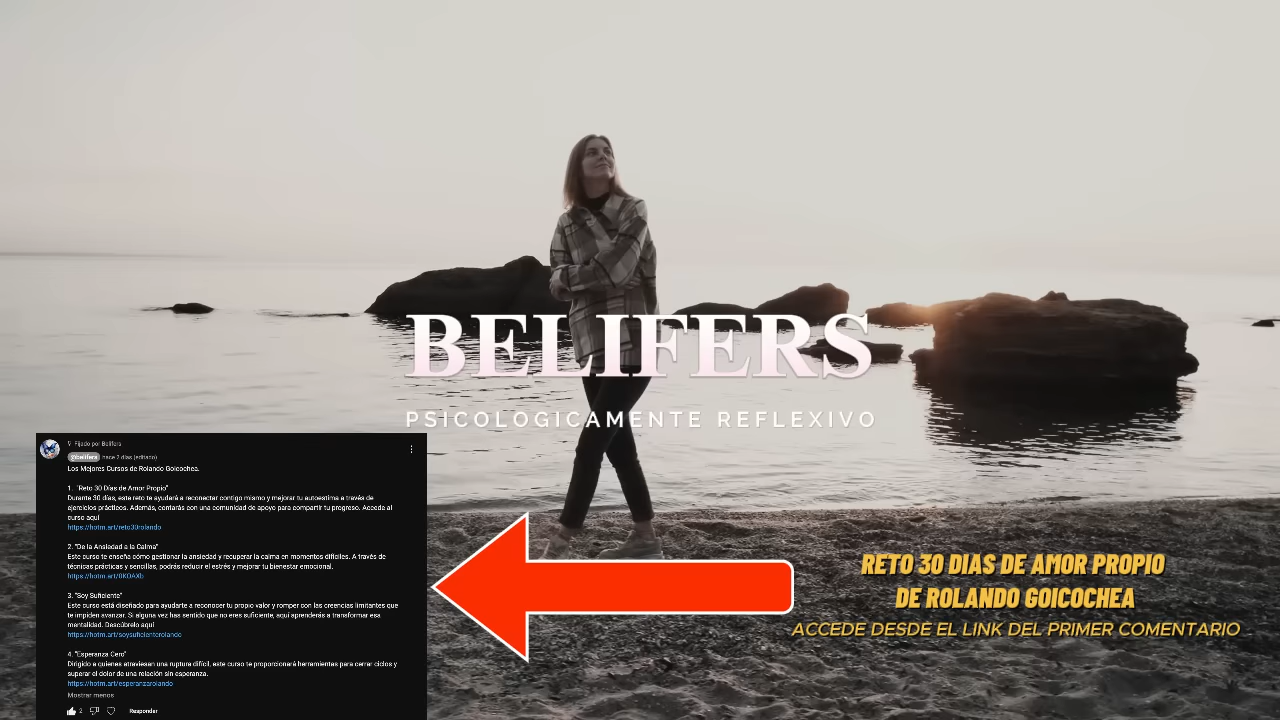 BELIFERS
PSICOLOGICAMENTE REFLEXIVO
Fijado por Belifers
@belifers hace 2 días (editado)
Los Mejores Cursos de Rolando Goicochea.
1. "Reto 30 Días de Amor Propio"
Durante 30 días, este reto te ayudará a reconectar contigo mismo y mejorar tu autoestima a través de
ejercicios prácticos. Además, contarás con una comunidad de apoyo para compartir tu progreso. Accede al
curso aquí
https://hotm.art/reto30rolando
2. "De la Ansiedad a la Calma"
Este curso te enseña cómo gestionar la ansiedad y recuperar la calma en momentos difíciles. A través de
técnicas prácticas y sencillas, podrás reducir el estrés y mejorar tu bienestar emocional.
https://hotm.art/0KOAXb
3. "Soy Suficiente"
Este curso está diseñado para ayudarte a reconocer tu propio valor y romper con las creencias limitantes que
te impiden avanzar. Si alguna vez has sentido que no eres suficiente, aquí aprenderás a transformar esa
mentalidad. Descúbrelo aquí
https://hotm.art/soysuficienterolando
4. "Esperanza Cero"
Dirigido a quienes atraviesan una ruptura difícil, este curso te proporcionará herramientas para cerrar ciclos y
superar el dolor de una relación sin esperanza.
https://hotm.art/esperanzarolando
Mostrar menos
2
Responder
RETO 30 DIAS DE AMOR PROPIO
DE ROLANDO GOICOCHEA
ACCEDE DESDE EL LINK DEL PRIMER COMENTARIO